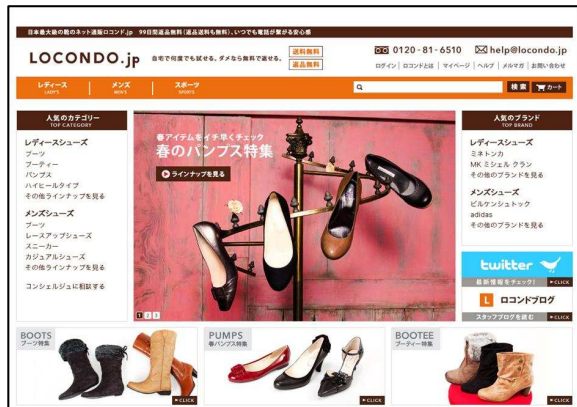 日本最大級の靴のネット通販ロコンド.jp 99日間返品無料(返品送料も無料)、いつでも電話が繋がる安心感
LOCONDO.jp
自宅で何度でも試せる。ダメなら無料で返せる。
送料無料
返品無料
0120-81-6510
help@locondo.jp
ログイン | ロコンドとは | マイページ | ヘルプ | メルマガ | お問い合わせ
レディース
LADY'S
メンズ
MEN'S
スポーツ
SPORTS
検索
カート
人気のカテゴリー
TOP CATEGORY
レディースシューズ
ブーツ
ブーティー
パンプス
ハイヒールタイプ
その他ラインナップを見る
メンズシューズ
ブーツ
レースアップシューズ
スニーカー
カジュアルシューズ
その他ラインナップを見る
コンシェルジュに相談する
春アイテムをイチ早くチェック
春のパンプス特集
ラインナップを見る
1 2 3
人気のブランド
TOP BRAND
レディースシューズ
ミネトンカ
MK ミシェル クラン
その他のブランドを見る
メンズシューズ
ビルケンシュトック
adidas
その他のブランドを見る
twitter
最新情報をチェック!
CLICK
L ロコンドブログ
スタッフブログを読む
CLICK
BOOTS
ブーツ特集
CLICK
PUMPS
春パンプス特集
CLICK
BOOTEE
ブーティー特集
CLICK